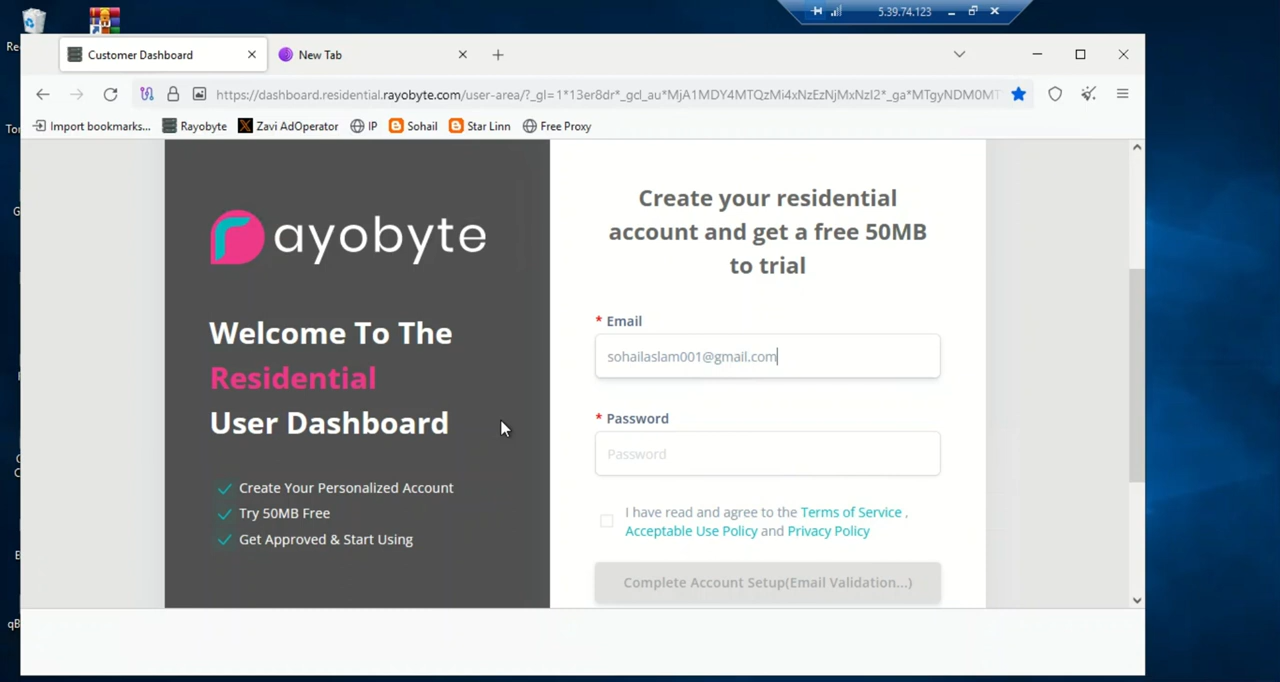 5.39.74.123
Customer Dashboard
New Tab
https://dashboard.residential.rayobyte.com/user-area/?_gl=1*13er8dr*_gcl_au*MjA1MDY4MTQzMi4xNzEzNjMxNzI2*_ga*MTgyNDM0MT
Import bookmarks...
Rayobyte
Zavi AdOperator
IP
Sohail
Star Linn
Free Proxy
rayobyte
Welcome To The
Residential
User Dashboard
Create Your Personalized Account
Try 50MB Free
Get Approved & Start Using
Create your residential
account and get a free 50MB
to trial
* Email
sohailaslam001@gmail.com
* Password
Password
I have read and agree to the Terms of Service ,
Acceptable Use Policy and Privacy Policy
Complete Account Setup(Email Validation...)